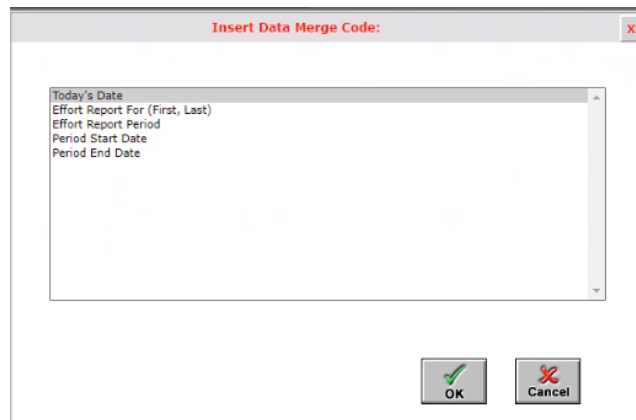 Insert Data Merge Code:
x
Today's Date
Effort Report For (First, Last)
Effort Report Period
Period Start Date
Period End Date
OK
Cancel